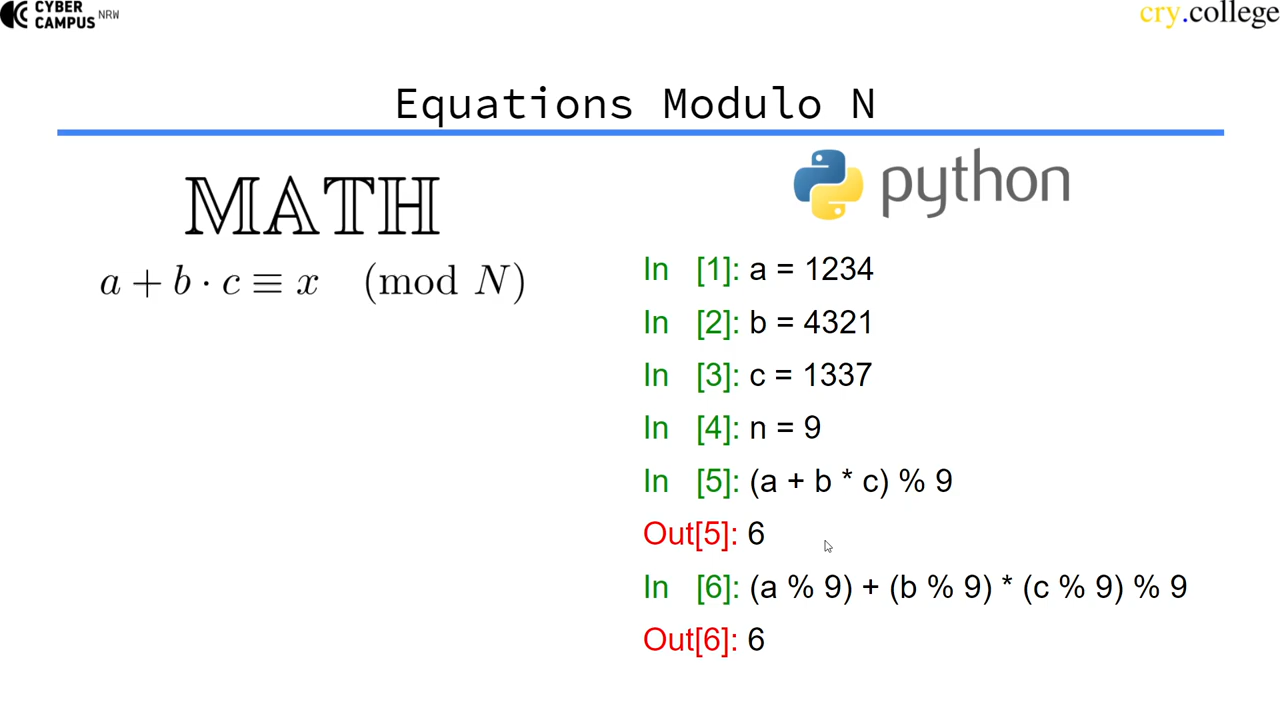 CYBER
CAMPUS NRW
cry.college
Equations Modulo N
MATH
a + b · c ≡ x (mod N)
python
In [1]: a = 1234
In [2]: b = 4321
In [3]: c = 1337
In [4]: n = 9
In [5]: (a + b * c) % 9
Out[5]: 6
In [6]: (a % 9) + (b % 9) * (c % 9) % 9
Out[6]: 6